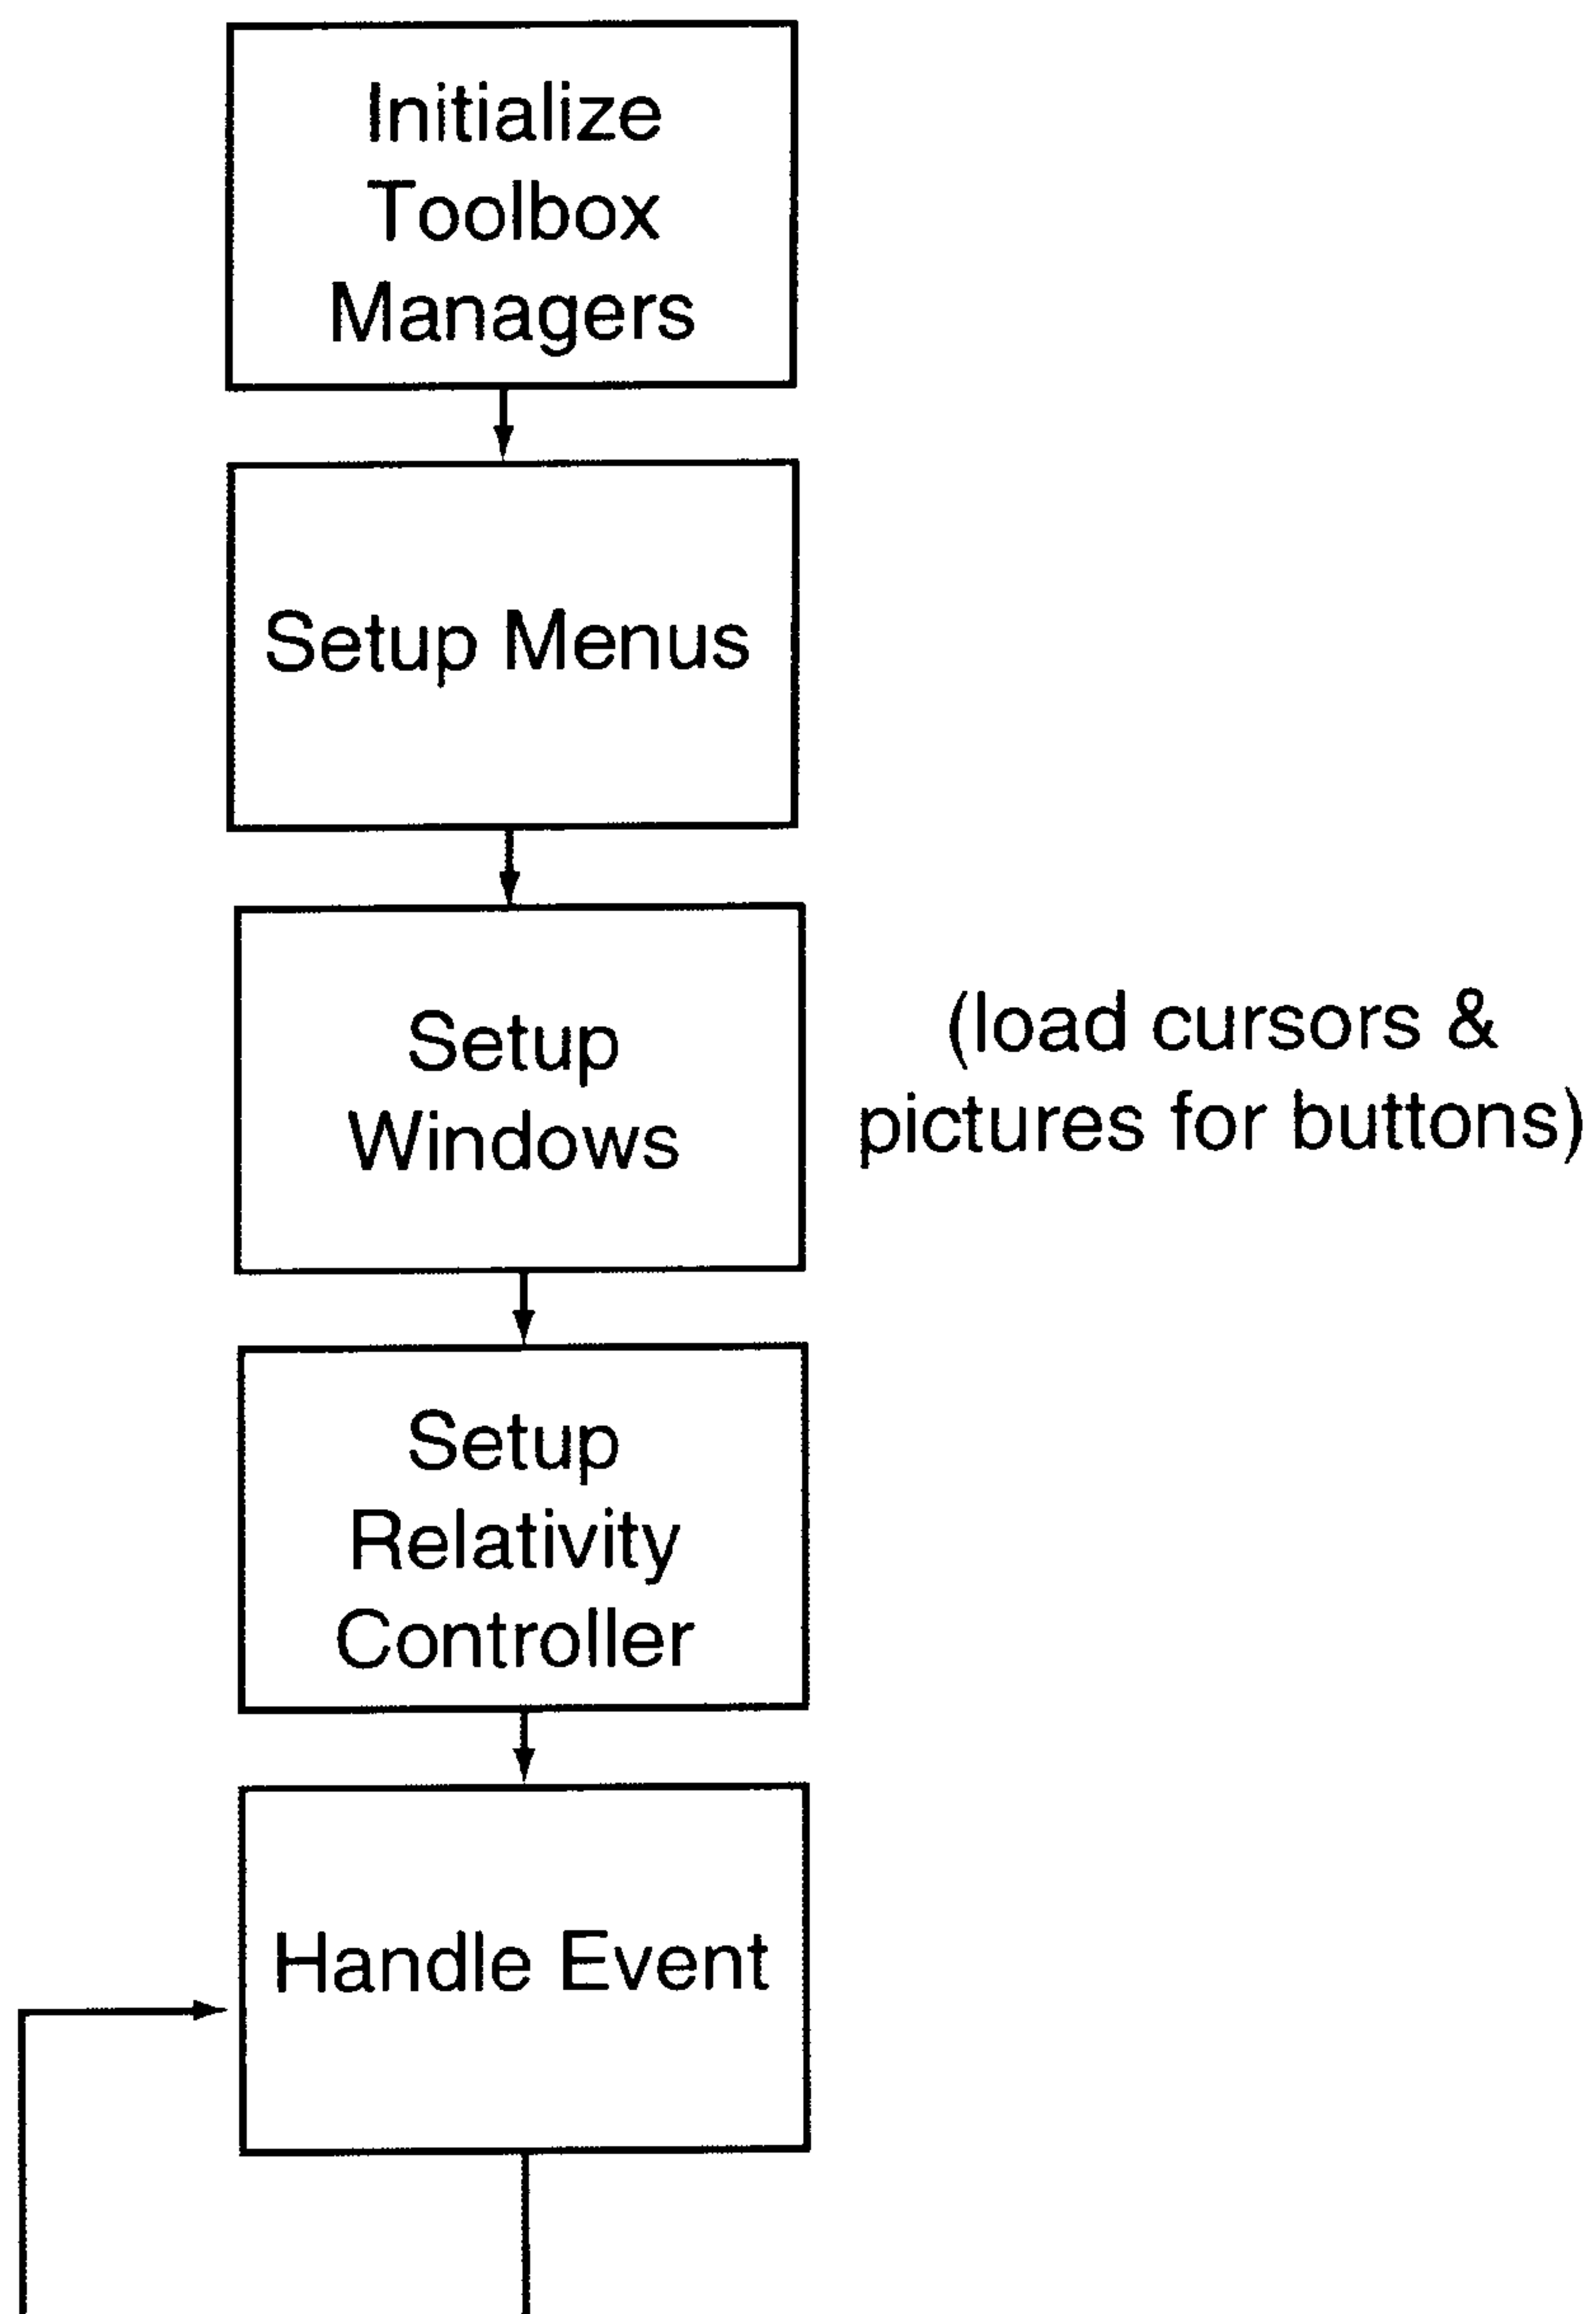 Initialize
Toolbox
Managers
Setup Menus
Setup
Windows
(load cursors &
pictures for buttons)
Setup
Relativity
Controller
Handle Event